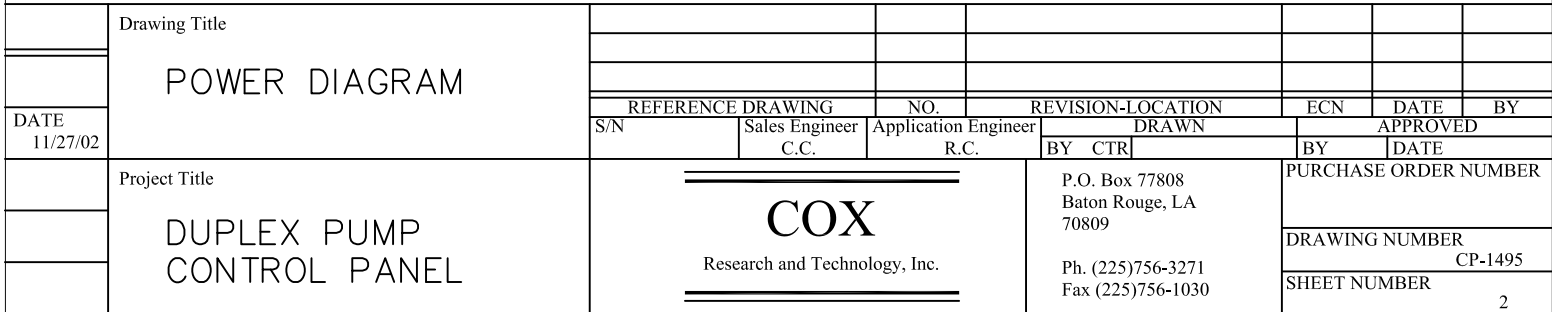 DATE
11/27/02
Drawing Title
POWER DIAGRAM
REFERENCE DRAWING NO. REVISION-LOCATION ECN DATE BY
S/N Sales Engineer Application Engineer DRAWN APPROVED
C.C. R.C. BY CTR BY DATE
Project Title
DUPLEX PUMP
CONTROL PANEL
COX
Research and Technology, Inc.
P.O. Box 77808
Baton Rouge, LA
70809
Ph. (225)756-3271
Fax (225)756-1030
PURCHASE ORDER NUMBER
DRAWING NUMBER
CP-1495
SHEET NUMBER
2